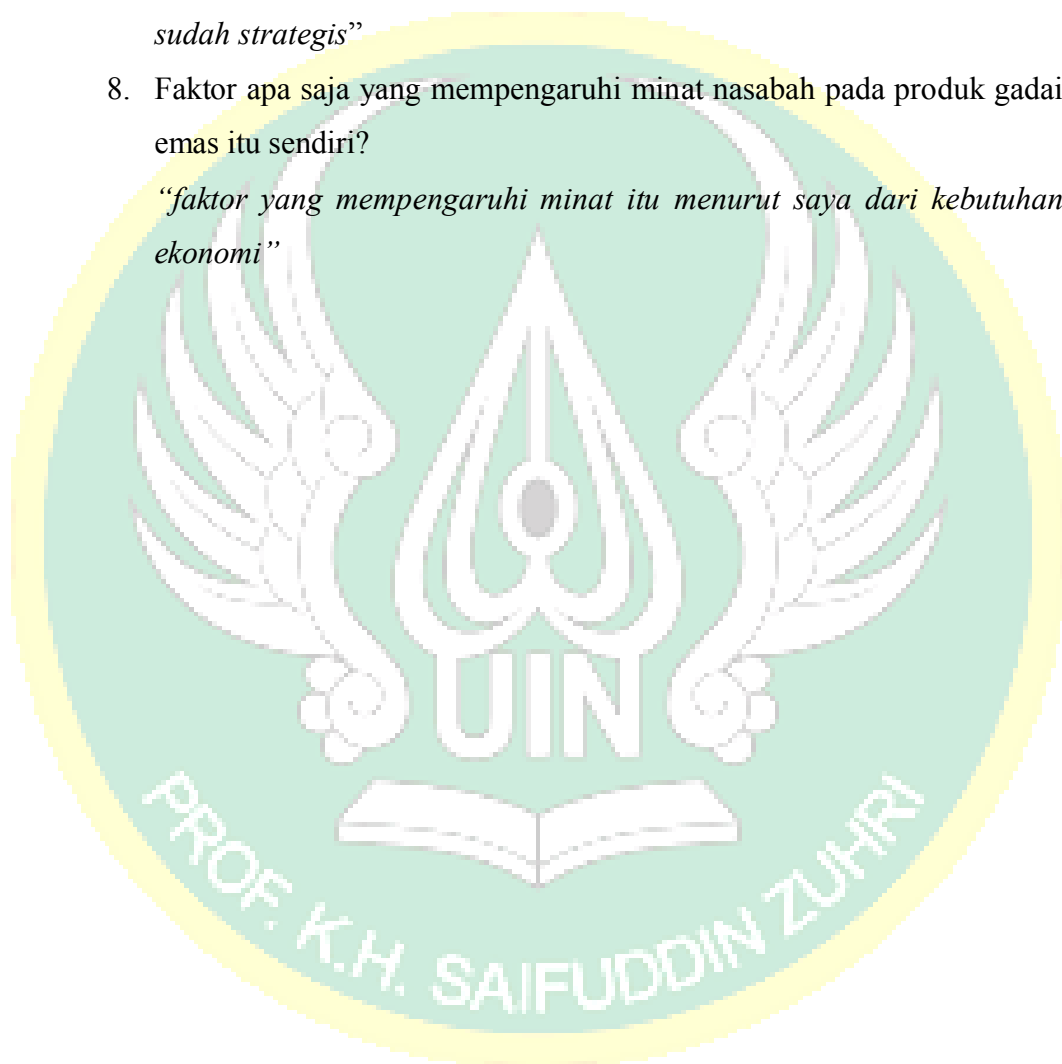 sudah strategis”
8. Faktor apa saja yang mempengaruhi minat nasabah pada produk gadai
emas itu sendiri?
“faktor yang mempengaruhi minat itu menurut saya dari kebutuhan
ekonomi”
UIN
PROF. K.H. SAIFUDDIN ZUHRI